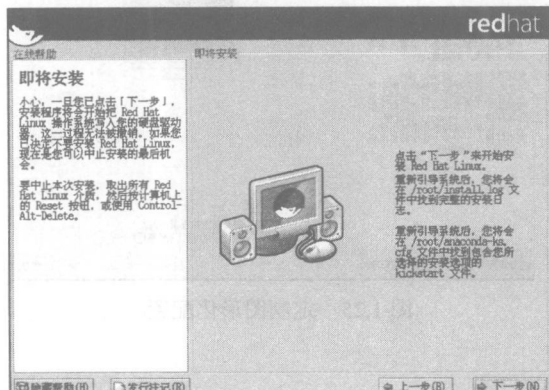 redhat
在线帮助
即将安装
即将安装
小心：一旦您已点击「下一步」，
安装程序将会开始把 Red Hat
Linux 操作系统写入您的硬盘驱动
器。这一过程无法被撤销。如果您
已决定不要安装 Red Hat Linux，
现在是您可以中止安装的最后机
会。
要中止本次安装，取出所有 Red
Hat Linux 介质，然后按计算机上
的 Reset 按钮，或使用 Control-
Alt-Delete。
点击“下一步”来开始安
装 Red Hat Linux。
重新引导系统后，您将会
在 /root/install.log 文
件中找到完整的安装日
志。
重新引导系统后，您将会
在 /root/anaconda-ks.
cfg 文件中找到包含您所
选择的安装选项的
kickstart 文件。
隐藏帮助(H)
发行注记(R)
上一步(B)
下一步(N)